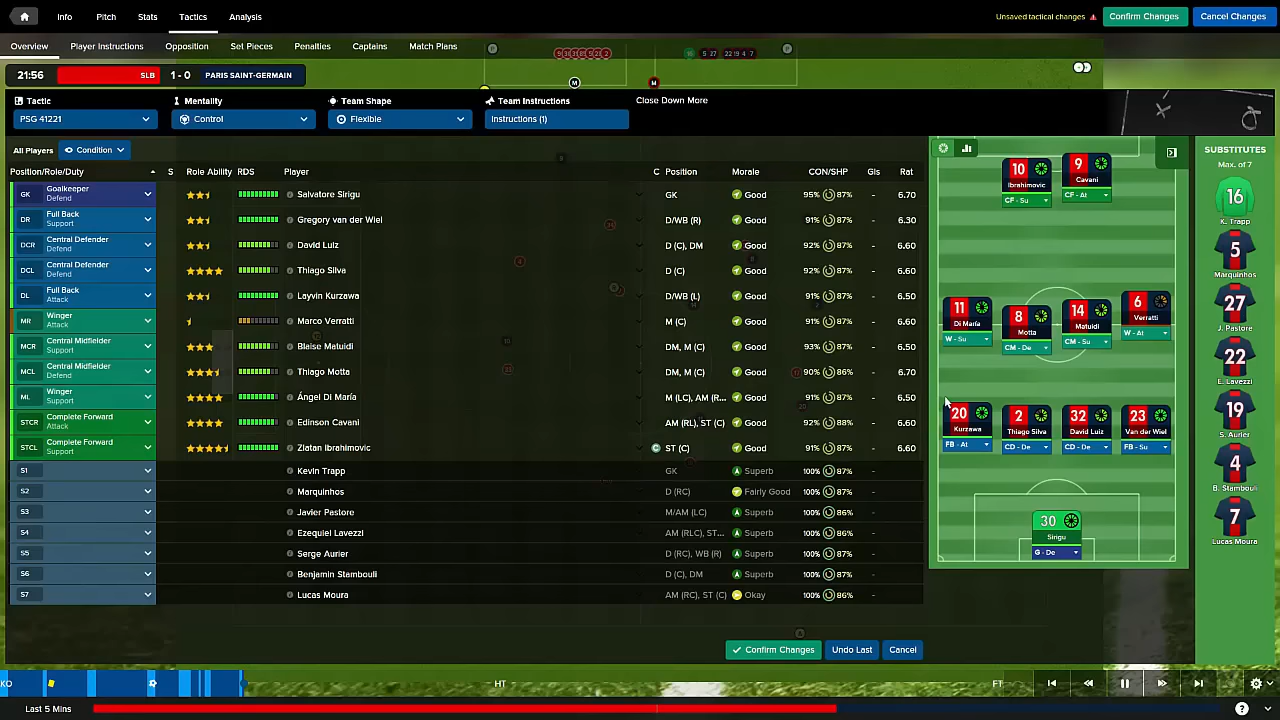 Info Pitch Stats Tactics Analysis
Unsaved tactical changes Confirm Changes Cancel Changes
Overview Player Instructions Opposition Set Pieces Penalties Captains Match Plans
21:56 SLB 1 - 0 PARIS SAINT-GERMAIN
Tactic Mentality Team Shape Team Instructions Close Down More
PSG 41221 Control Flexible Instructions (1)
All Players Condition
Position/Role/Duty S Role Ability RDS Player C Position Morale CON/SHP Gls Rat
GK Goalkeeper Defend Salvatore Sirigu GK Good 95% 87% - 6.70
DR Full Back Support Gregory van der Wiel D/WB (R) Good 91% 87% - 6.30
DCR Central Defender Defend David Luiz D (C), DM Good 92% 87% - 6.60
DCL Central Defender Defend Thiago Silva D (C) Good 92% 87% - 6.60
DL Full Back Attack Layvin Kurzawa D/WB (L) Good 91% 87% - 6.50
MR Winger Attack Marco Verratti M (C) Good 91% 87% - 6.60
MCR Central Midfielder Support Blaise Matuidi DM, M (C) Good 93% 87% - 6.50
MCL Central Midfielder Defend Thiago Motta DM, M (C) Good 90% 86% - 6.70
ML Winger Support Ángel Di María M (LC), AM (R... Good 91% 87% - 6.50
STCR Complete Forward Attack Edinson Cavani AM (RL), ST (C) Good 92% 88% - 6.60
STCL Complete Forward Support Zlatan Ibrahimovic C ST (C) Good 91% 87% - 6.60
S1 Kevin Trapp GK Superb 100% 87% -
S2 Marquinhos D (RC) Fairly Good 100% 87% -
S3 Javier Pastore M/AM (LC) Superb 100% 86% -
S4 Ezequiel Lavezzi AM (RLC), ST... Superb 100% 86% -
S5 Serge Aurier D (RC), WB (R) Superb 100% 87% -
S6 Benjamin Stambouli D (C), DM Superb 100% 87% -
S7 Lucas Moura AM (RC), ST (C) Okay 100% 86% -
10 Ibrahimovic CF - Su
9 Cavani CF - At
11 Di María W - Su
8 Motta CM - De
14 Matuidi CM - Su
6 Verratti W - At
20 Kurzawa FB - At
2 Thiago Silva CD - De
32 David Luiz CD - De
23 Van der Wiel FB - Su
30 Sirigu G - De
SUBSTITUTES
Max. of 7
16 K. Trapp
5 Marquinhos
27 J. Pastore
22 E. Lavezzi
19 S. Aurier
4 B. Stambouli
7 Lucas Moura
Confirm Changes Undo Last Cancel
KO HT FT
Last 5 Mins ?